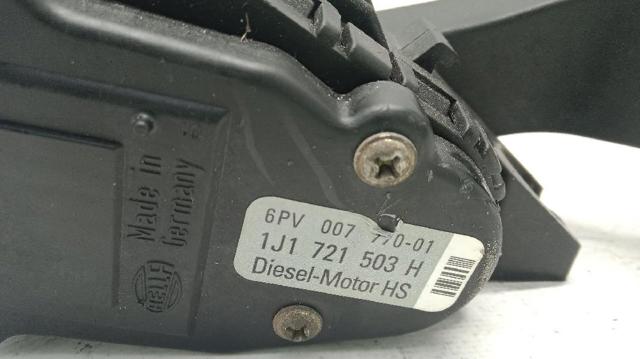 Made in
Germany
HELLA
6PV 007 770-01
1J1 721 503 H
Diesel-Motor HS